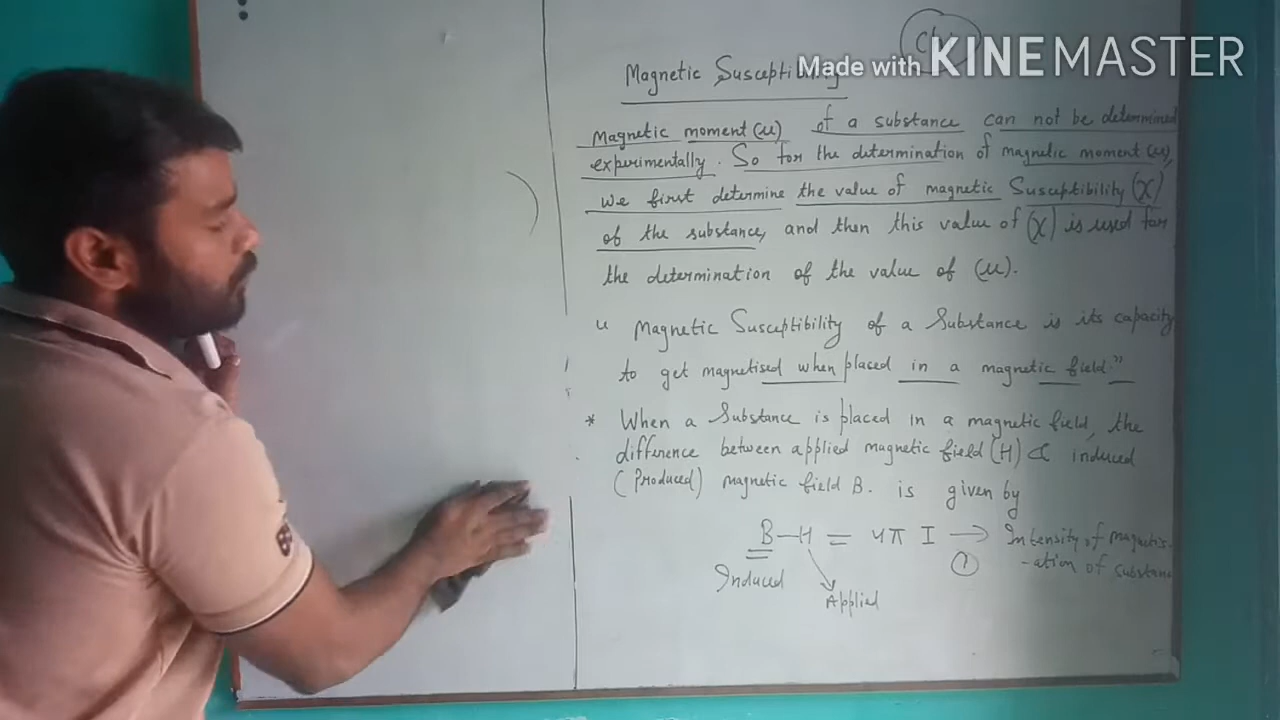 Made with KINEMASTER
Magnetic Susceptibility
Magnetic moment (μ) of a substance can not be determined
experimentally. So for the determination of magnetic moment (μ),
we first determine the value of magnetic Susceptibility (χ)
of the substance, and then this value of (χ) is used for
the determination of the value of (μ).
" Magnetic Susceptibility of a Substance is its capacity
to get magnetised when placed in a magnetic field."
* When a Substance is placed in a magnetic field, the
difference between applied magnetic field (H) & induced
(Produced) magnetic field B. is given by
B – H = 4π I → Intensity of magnetis-
① -ation of substan
Induced
Applied